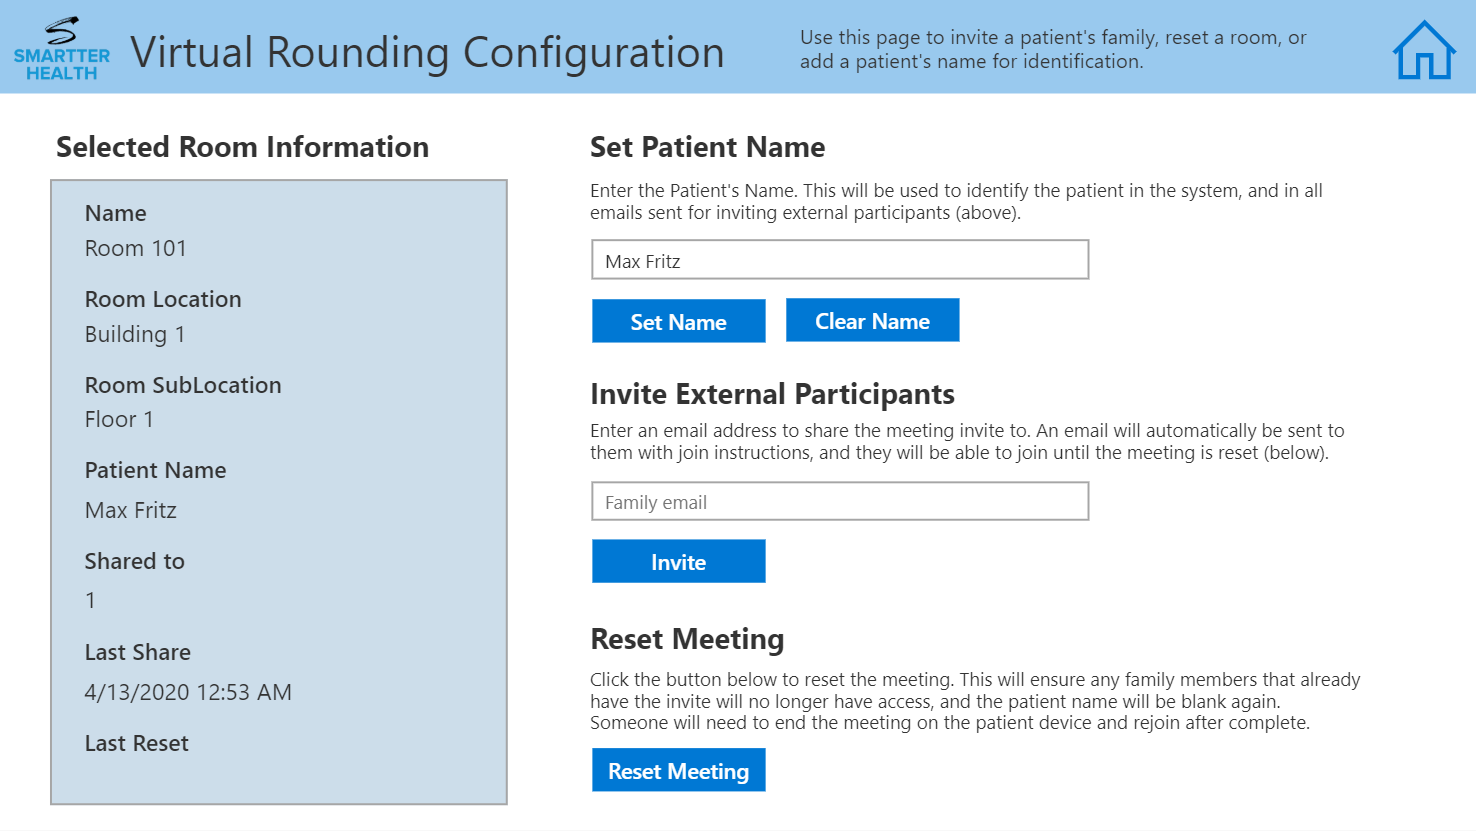 SMARTTER
HEALTH
Virtual Rounding Configuration
Use this page to invite a patient's family, reset a room, or
add a patient's name for identification.
Selected Room Information
Name
Room 101
Room Location
Building 1
Room SubLocation
Floor 1
Patient Name
Max Fritz
Shared to
1
Last Share
4/13/2020 12:53 AM
Last Reset
Set Patient Name
Enter the Patient's Name. This will be used to identify the patient in the system, and in all
emails sent for inviting external participants (above).
Max Fritz
Set Name
Clear Name
Invite External Participants
Enter an email address to share the meeting invite to. An email will automatically be sent to
them with join instructions, and they will be able to join until the meeting is reset (below).
Family email
Invite
Reset Meeting
Click the button below to reset the meeting. This will ensure any family members that already
have the invite will no longer have access, and the patient name will be blank again.
Someone will need to end the meeting on the patient device and rejoin after complete.
Reset Meeting